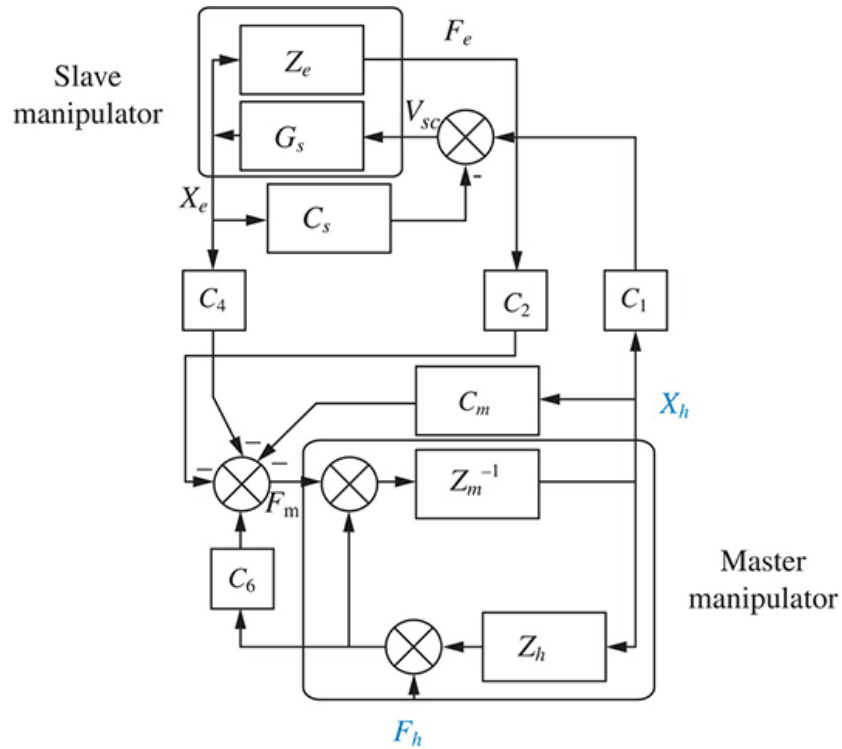 F_e
Slave
manipulator
Z_e
V_sc
G_s
-
X_e
C_s
C_4
C_2
C_1
C_m
X_h
–
–
–
Z_m^{-1}
F_m
C_6
Master
manipulator
Z_h
F_h